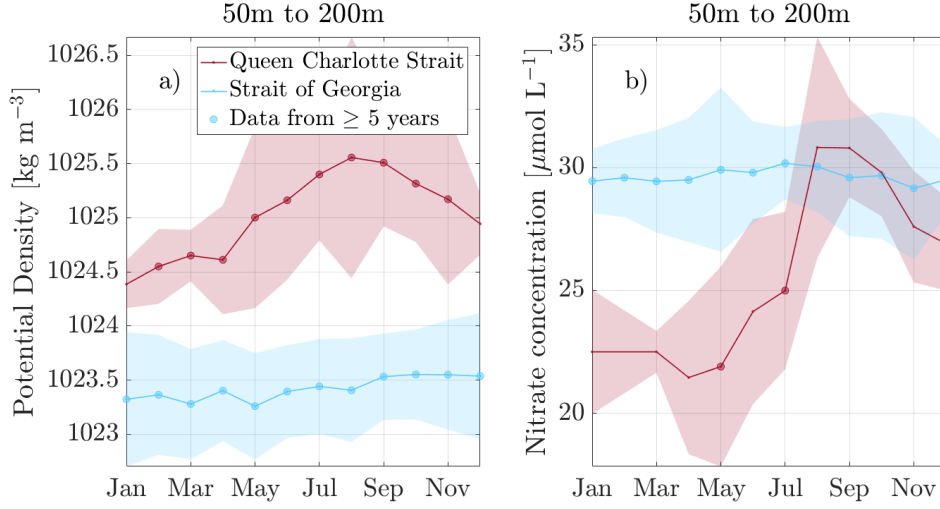 50m to 200m
50m to 200m
a)
Queen Charlotte Strait
Strait of Georgia
Data from ≥ 5 years
Potential Density [kg m⁻³]
1026.5
1026
1025.5
1025
1024.5
1024
1023.5
1023
Jan Mar May Jul Sep Nov
b)
Nitrate concentration [μmol L⁻¹]
35
30
25
20
Jan Mar May Jul Sep Nov